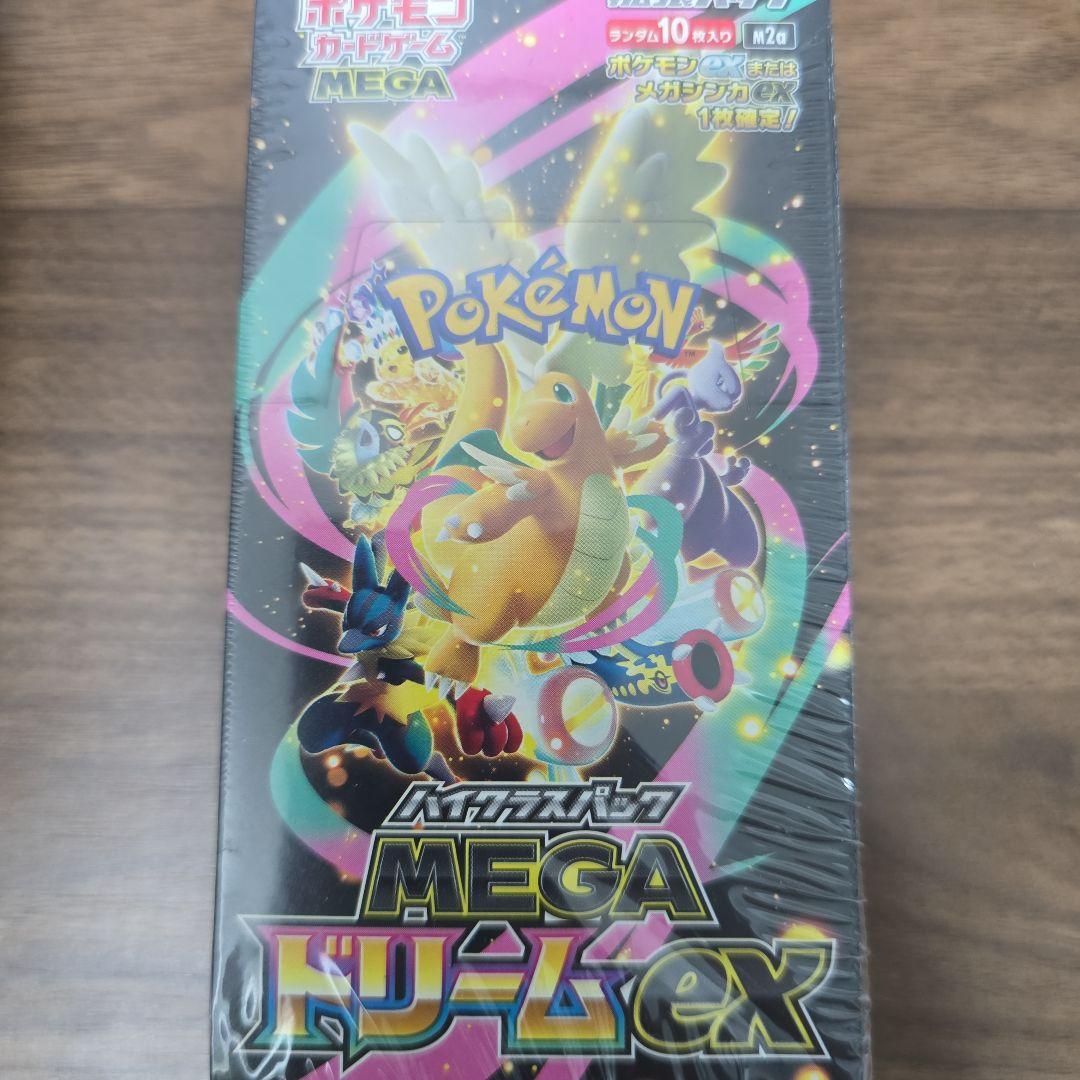 ポケモン
カードゲーム
MEGA
ランダム10枚入り M2a
ポケモンexまたは
メガシンカex
1枚確定!
POKéMON
TM
ハイクラスパック
MEGA
ドリームex